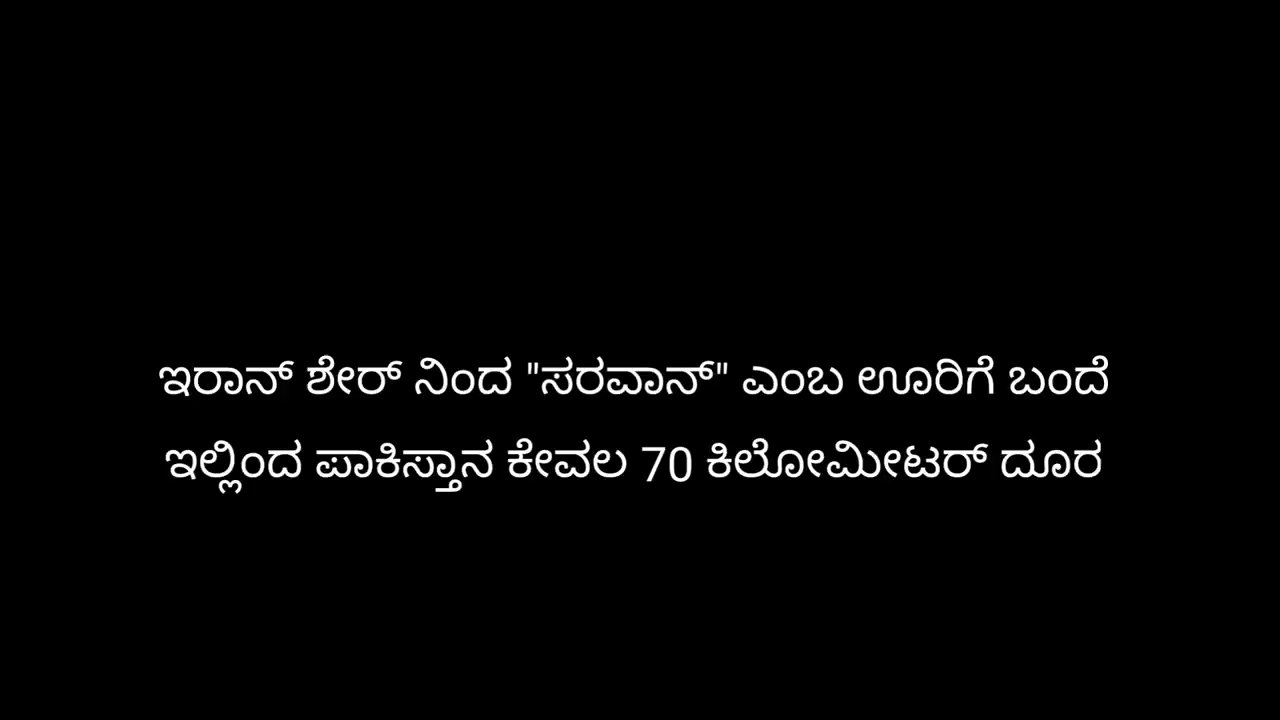 ಇರಾನ್ ಶೇರ್ ನಿಂದ "ಸರವಾನ್" ಎಂಬ ಊರಿಗೆ ಬಂದೆ
ಇಲ್ಲಿಂದ ಪಾಕಿಸ್ತಾನ ಕೇವಲ 70 ಕಿಲೋಮೀಟರ್ ದೂರ